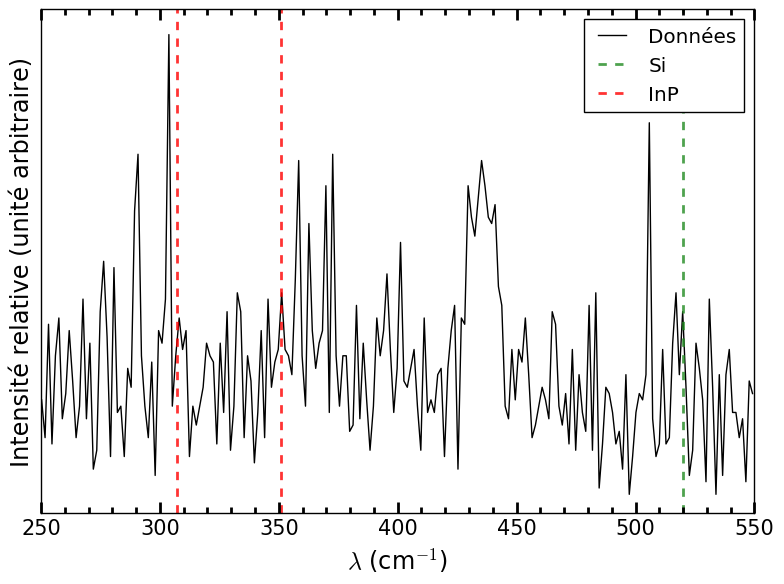 Données
Si
InP
Intensité relative (unité arbitraire)
250 300 350 400 450 500 550
λ (cm⁻¹)